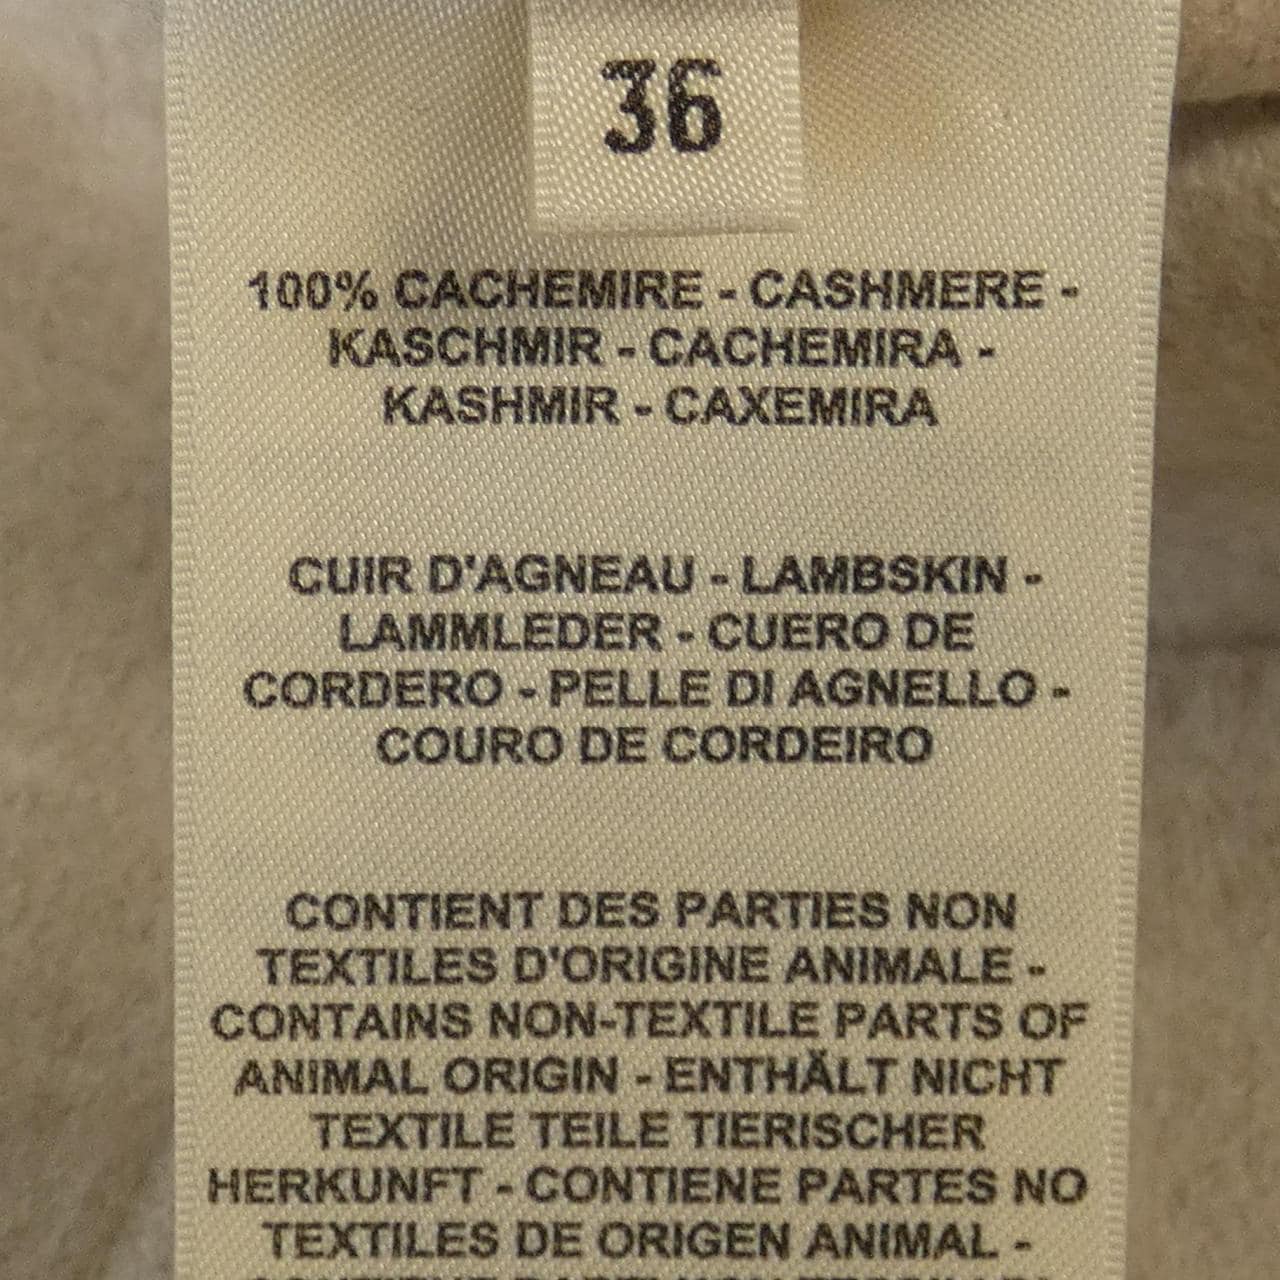 36
100% CACHEMIRE - CASHMERE -
KASCHMIR - CACHEMIRA -
KASHMIR - CAXEMIRA
CUIR D'AGNEAU - LAMBSKIN -
LAMMLEDER - CUERO DE
CORDERO - PELLE DI AGNELLO -
COURO DE CORDEIRO
CONTIENT DES PARTIES NON
TEXTILES D'ORIGINE ANIMALE -
CONTAINS NON-TEXTILE PARTS OF
ANIMAL ORIGIN - ENTHÄLT NICHT
TEXTILE TEILE TIERISCHER
HERKUNFT - CONTIENE PARTES NO
TEXTILES DE ORIGEN ANIMAL -